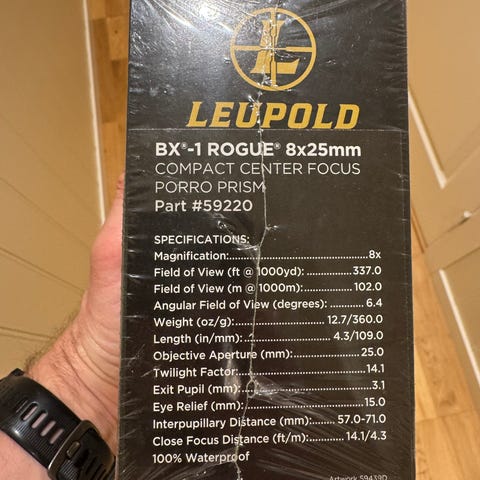 LEUPOLD
BX®-1 ROGUE® 8x25mm
COMPACT CENTER FOCUS
PORRO PRISM
Part #59220
SPECIFICATIONS:
Magnification:..............................8x
Field of View (ft @ 1000yd):..............337.0
Field of View (m @ 1000m):..............102.0
Angular Field of View (degrees):..........6.4
Weight (oz/g):....................12.7/360.0
Length (in/mm):....................4.3/109.0
Objective Aperture (mm):..................25.0
Twilight Factor:..........................14.1
Exit Pupil (mm):..........................3.1
Eye Relief (mm):..........................15.0
Interpupillary Distance (mm):......57.0-71.0
Close Focus Distance (ft/m):..........14.1/4.3
100% Waterproof
Artwork 59439D